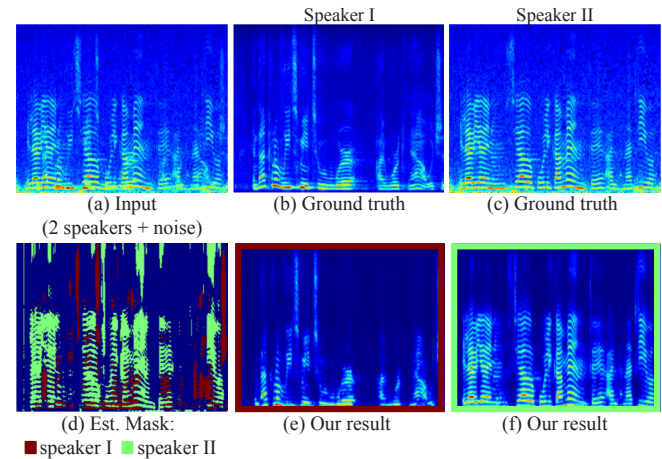 Speaker I
Speaker II
(a) Input
(2 speakers + noise)
(b) Ground truth
(c) Ground truth
(d) Est. Mask:
speaker I
speaker II
(e) Our result
(f) Our result